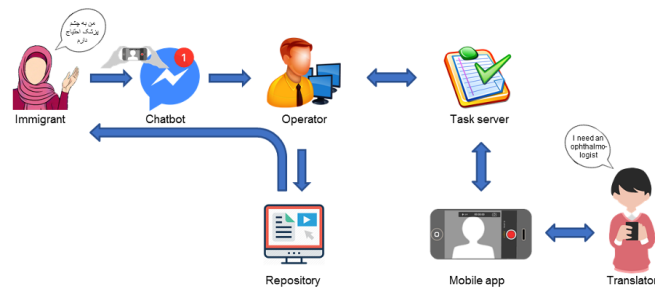 من به چشم
پزشک احتیاج
دارم
1
Immigrant
Chatbot
Operator
Task server
I need an
ophthalmo-
logist
Repository
Mobile app
Translator